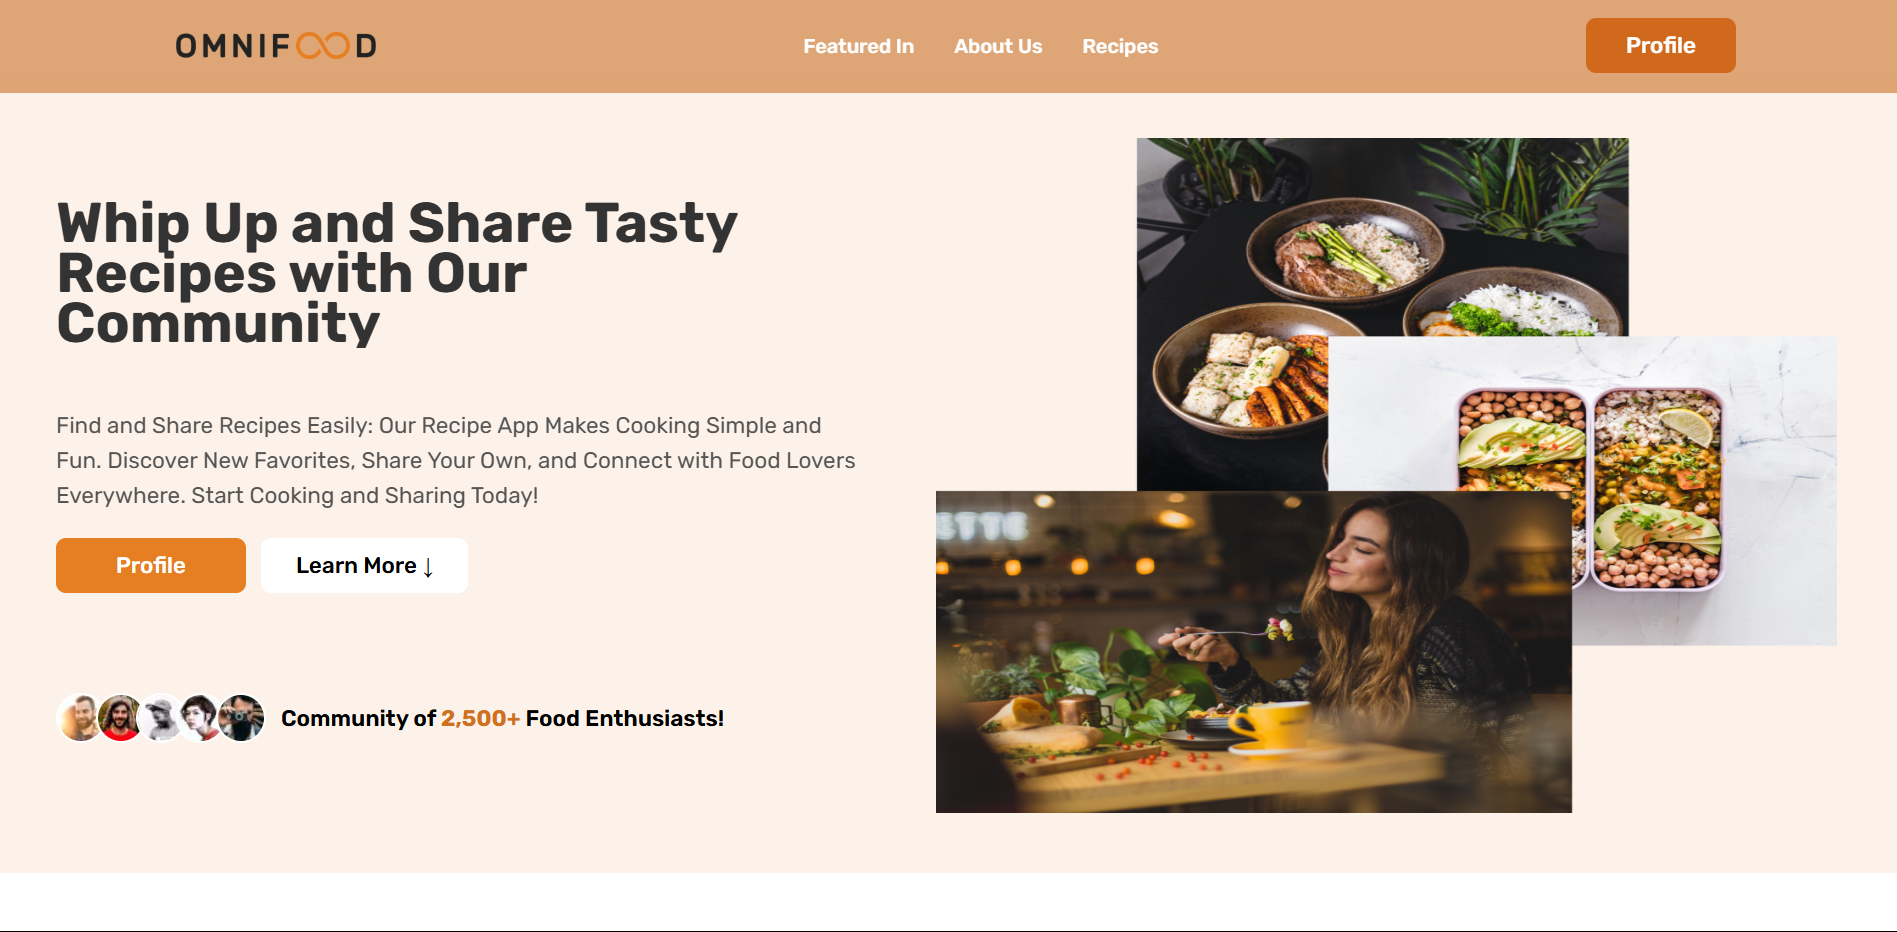 OMNIFOOD
Featured In
About Us
Recipes
Profile
Whip Up and Share Tasty
Recipes with Our
Community
Find and Share Recipes Easily: Our Recipe App Makes Cooking Simple and
Fun. Discover New Favorites, Share Your Own, and Connect with Food Lovers
Everywhere. Start Cooking and Sharing Today!
Profile
Learn More ↓
Community of 2,500+ Food Enthusiasts!
ETTE